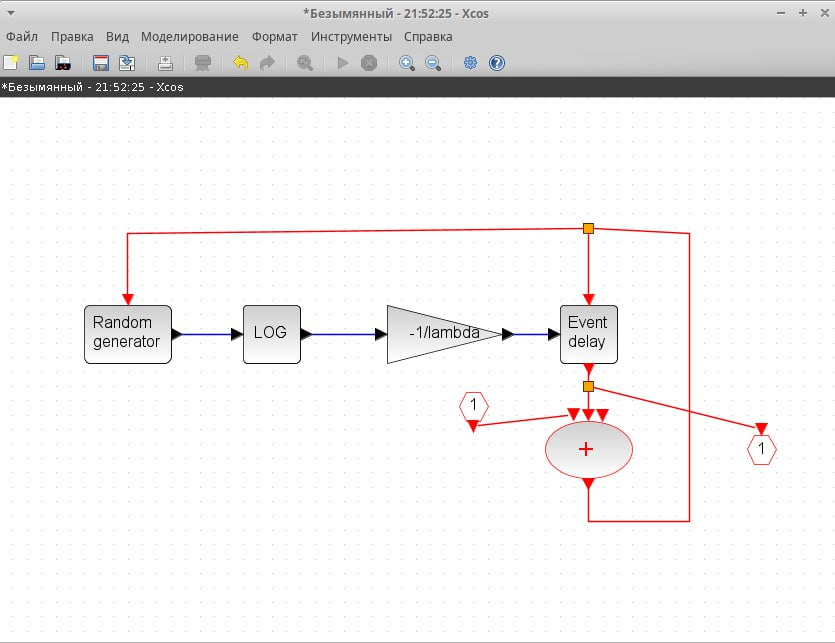 *Безымянный - 21:52:25 - Xcos
Файл Правка Вид Моделирование Формат Инструменты Справка
*Безымянный - 21:52:25 - Xcos
Random
generator
LOG
-1/lambda
Event
delay
1
+
1